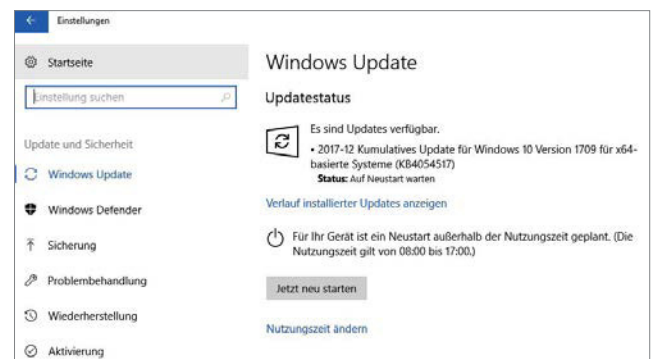 Einstellungen
Startseite
Einstellung suchen
Update und Sicherheit
Windows Update
Windows Defender
Sicherung
Problembehandlung
Wiederherstellung
Aktivierung
Windows Update
Updatestatus
Es sind Updates verfügbar.
• 2017-12 Kumulatives Update für Windows 10 Version 1709 für x64-
basierte Systeme (KB4054517)
Status: Auf Neustart warten
Verlauf installierter Updates anzeigen
Für Ihr Gerät ist ein Neustart außerhalb der Nutzungszeit geplant. (Die
Nutzungszeit gilt von 08:00 bis 17:00.)
Jetzt neu starten
Nutzungszeit ändern